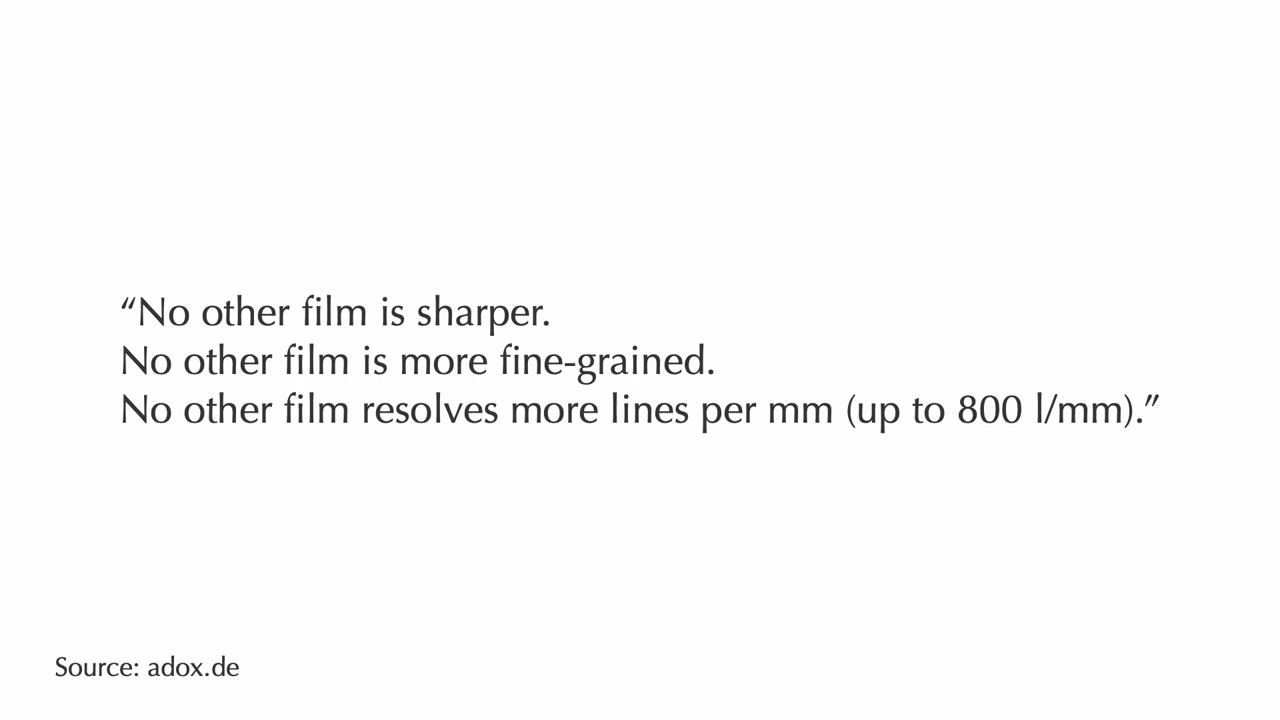 “No other film is sharper.
No other film is more fine-grained.
No other film resolves more lines per mm (up to 800 l/mm).”
Source: adox.de